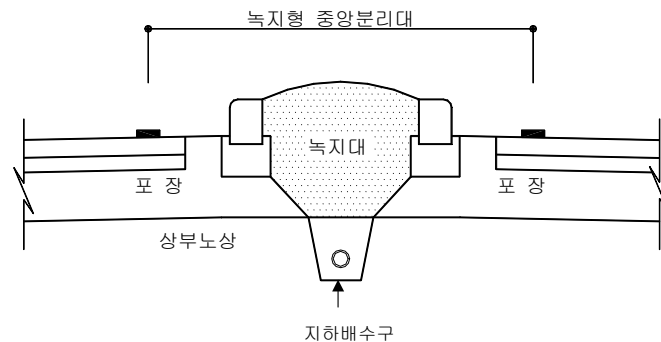 녹지형 중앙분리대
녹지대
포 장
포 장
상부노상
지하배수구